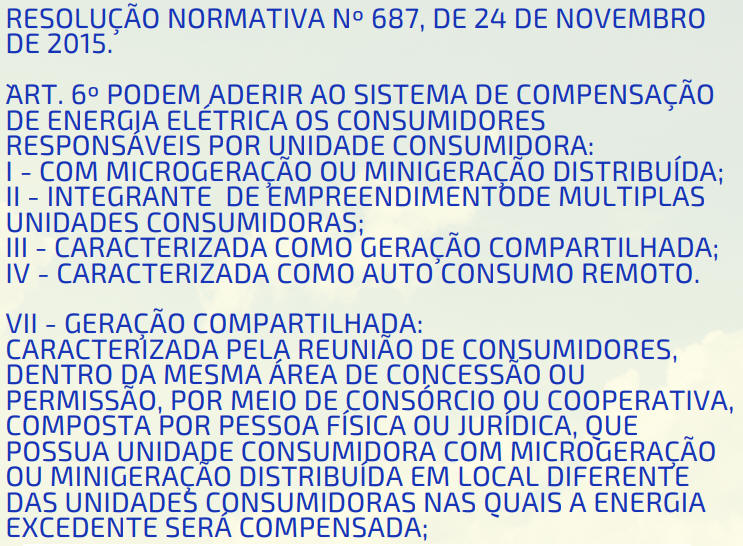 RESOLUÇÃO NORMATIVA Nº 687, DE 24 DE NOVEMBRO
DE 2015.
ÀRT. 6º PODEM ADERIR AO SISTEMA DE COMPENSAÇÃO
DE ENERGIA ELÉTRICA OS CONSUMIDORES
RESPONSÁVEIS POR UNIDADE CONSUMIDORA:
I - COM MICROGERAÇÃO OU MINIGERAÇÃO DISTRIBUÍDA;
II - INTEGRANTE  DE EMPREENDIMENTODE MULTIPLAS
UNIDADES CONSUMIDORAS;
III - CARACTERIZADA COMO GERAÇÃO COMPARTILHADA;
IV - CARACTERIZADA COMO AUTO CONSUMO REMOTO.
VII - GERAÇÃO COMPARTILHADA:
CARACTERIZADA PELA REUNIÃO DE CONSUMIDORES,
DENTRO DA MESMA ÁREA DE CONCESSÃO OU
PERMISSÃO, POR MEIO DE CONSÓRCIO OU COOPERATIVA,
COMPOSTA POR PESSOA FÍSICA OU JURÍDICA, QUE
POSSUA UNIDADE CONSUMIDORA COM MICROGERAÇÃO
OU MINIGERAÇÃO DISTRIBUÍDA EM LOCAL DIFERENTE
DAS UNIDADES CONSUMIDORAS NAS QUAIS A ENERGIA
EXCEDENTE SERÁ COMPENSADA;